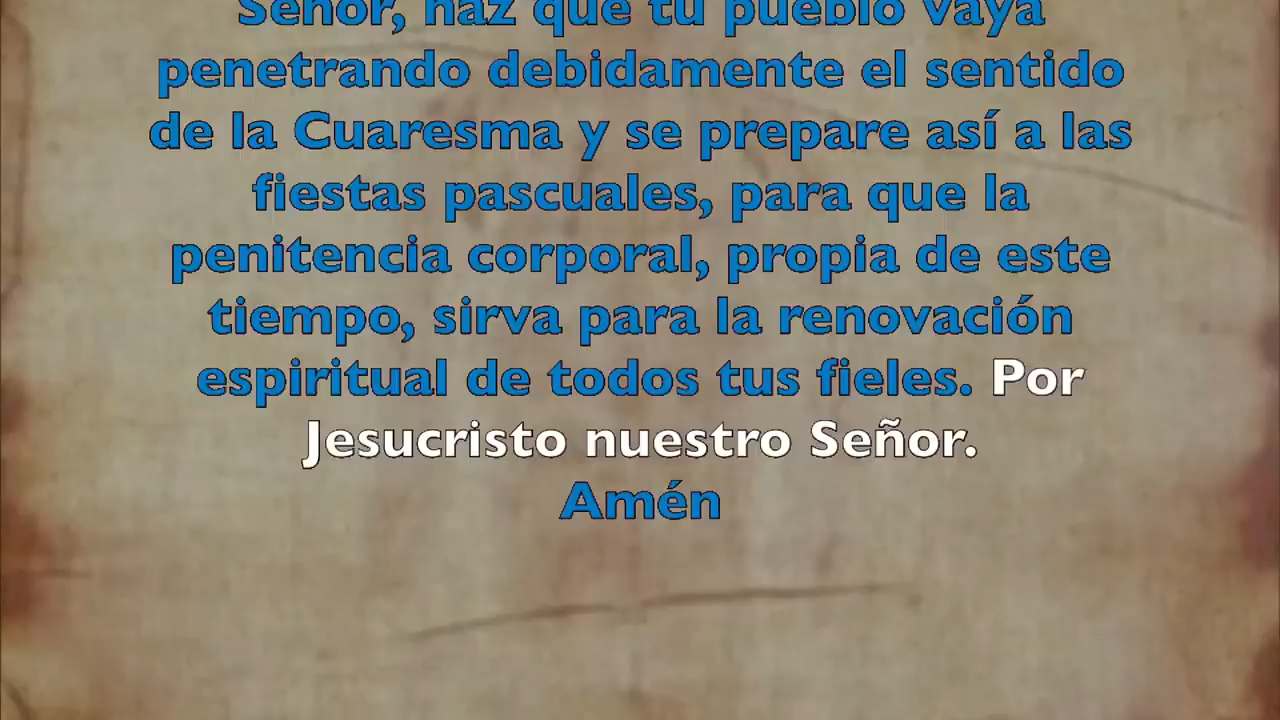 Señor, haz que tu pueblo vaya
penetrando debidamente el sentido
de la Cuaresma y se prepare así a las
fiestas pascuales, para que la
penitencia corporal, propia de este
tiempo, sirva para la renovación
espiritual de todos tus fieles. Por
Jesucristo nuestro Señor.
Amén